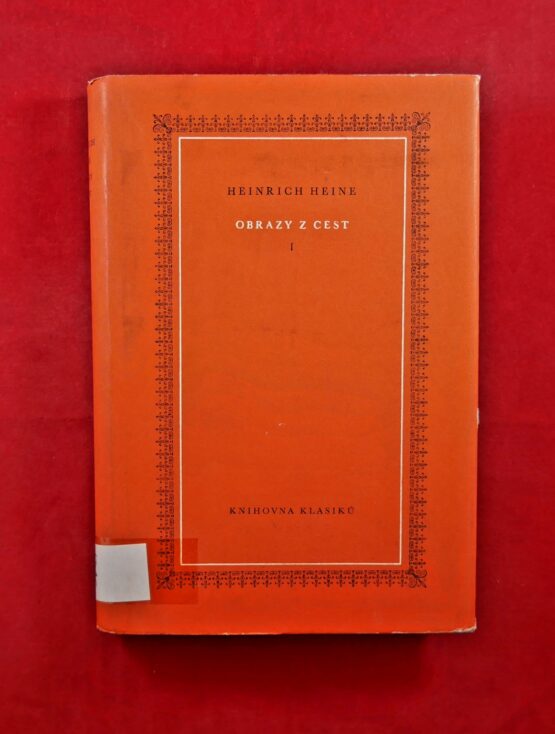 HEINRICH HEINE
OBRAZY Z CEST
I
KNIHOVNA KLASIKŮ